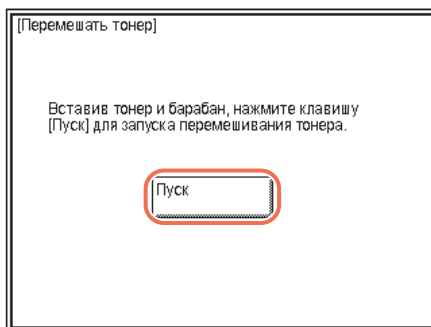 [Перемешать тонер]
Вставив тонер и барабан, нажмите клавишу
[Пуск] для запуска перемешивания тонера.
Пуск